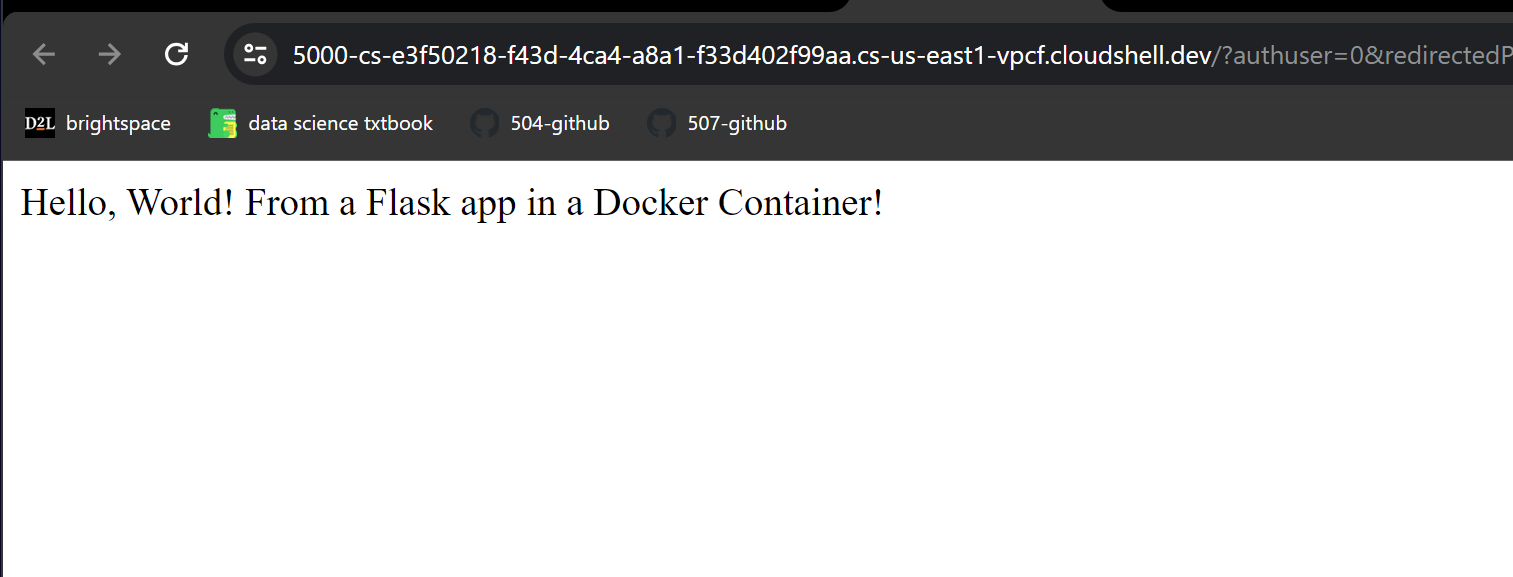 5000-cs-e3f50218-f43d-4ca4-a8a1-f33d402f99aa.cs-us-east1-vpcf.cloudshell.dev/?authuser=0&redirectedP
D2L brightspace data science txtbook 504-github 507-github
Hello, World! From a Flask app in a Docker Container!